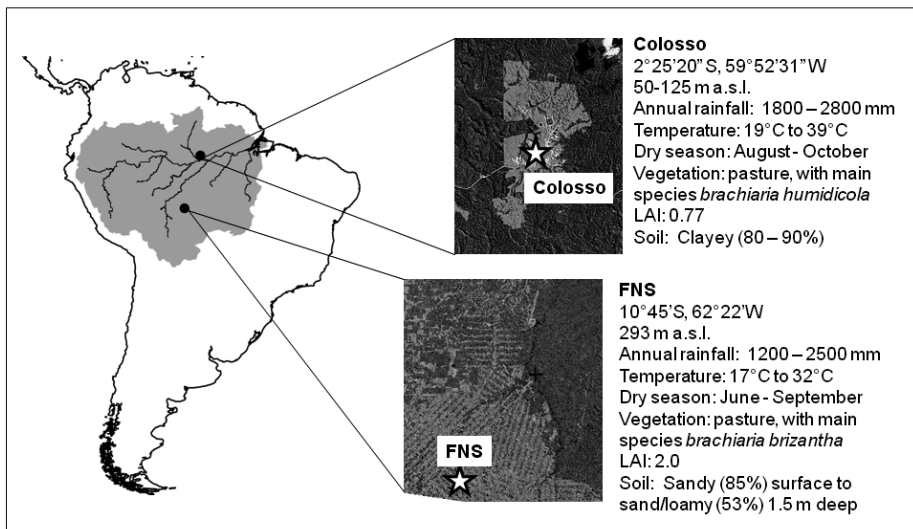 Colosso
2°25'20"S, 59°52'31"W
50-125 m a.s.l.
Annual rainfall: 1800 – 2800 mm
Temperature: 19°C to 39°C
Dry season: August - October
Vegetation: pasture, with main
species brachiaria humidicola
LAI: 0.77
Soil: Clayey (80 – 90%)
Colosso
FNS
10°45'S, 62°22'W
293 m a.s.l.
Annual rainfall: 1200 – 2500 mm
Temperature: 17°C to 32°C
Dry season: June - September
Vegetation: pasture, with main
species brachiaria brizantha
LAI: 2.0
Soil: Sandy (85%) surface to
sand/loamy (53%) 1.5 m deep
FNS